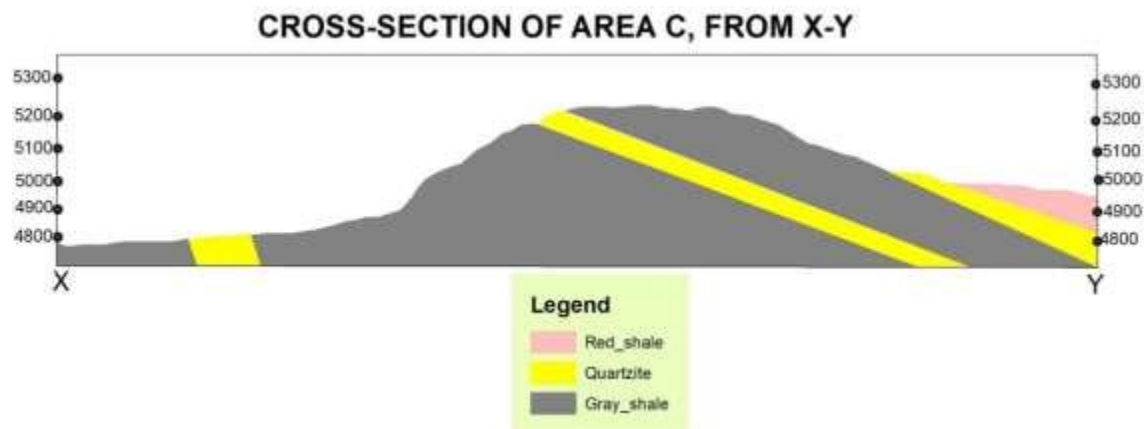 CROSS-SECTION OF AREA C, FROM X-Y
5300
5200
5100
5000
4900
4800
5300
5200
5100
5000
4900
4800
X
Y
Legend
Red_shale
Quartzite
Gray_shale